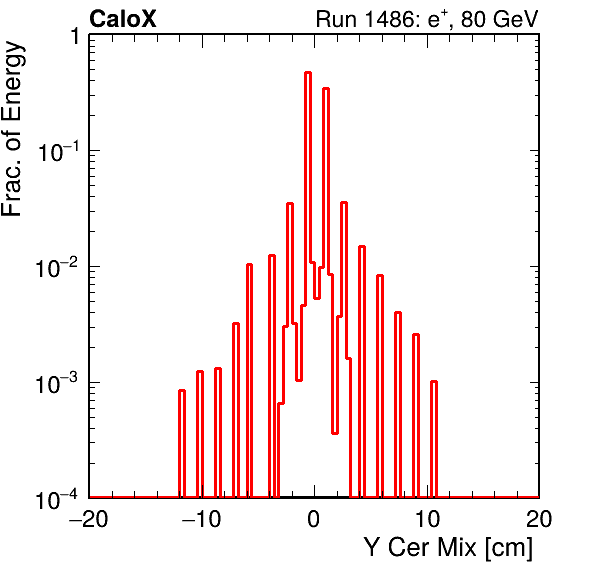 CaloX Run 1486: e⁺, 80 GeV
Frac. of Energy
1
10⁻¹
10⁻²
10⁻³
10⁻⁴
−20 −10 0 10 20
Y Cer Mix [cm]